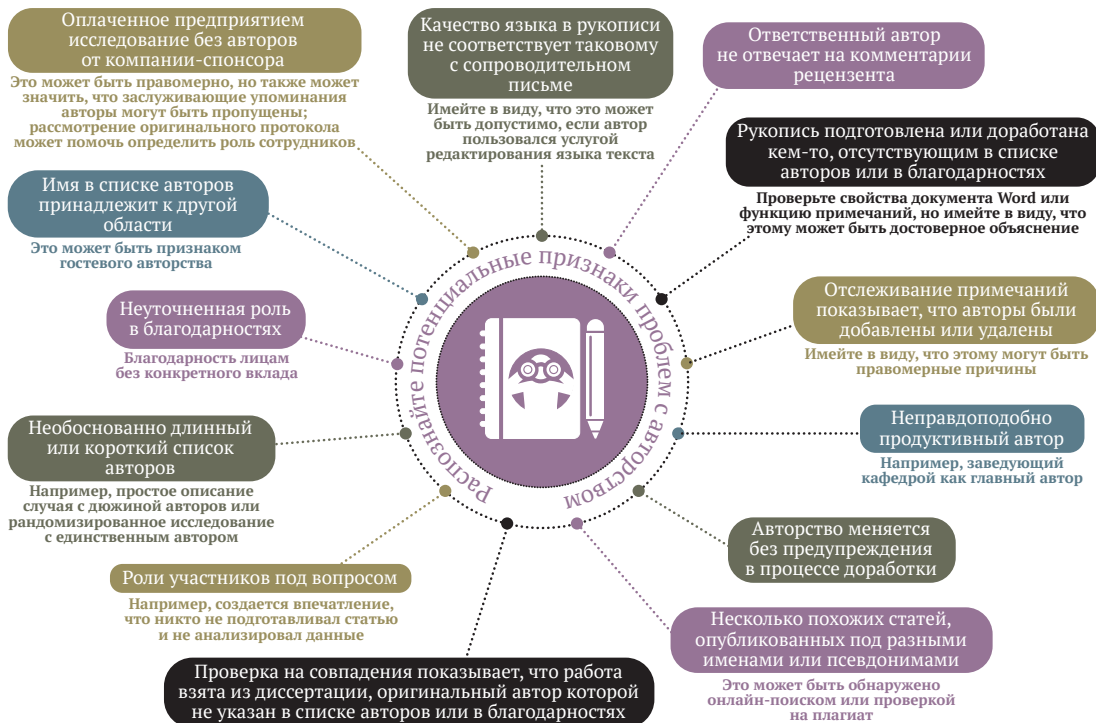 Оплаченное предприятием
исследование без авторов
от компании-спонсора
Это может быть правомерно, но также может
значить, что заслуживающие упоминания
авторы могут быть пропущены;
рассмотрение оригинального протокола
может помочь определить роль сотрудников
Качество языка в рукописи
не соответствует таковому
с сопроводительном
письме
Имейте в виду, что это может
быть допустимо, если автор
пользовался услугой
редактирования языка текста
Ответственный автор
не отвечает на комментарии
рецензента
Рукопись подготовлена или доработана
кем-то, отсутствующим в списке
авторов или в благодарностях
Проверьте свойства документа Word или
функцию примечаний, но имейте в виду, что
этому может быть достоверное объяснение
Имя в списке авторов
принадлежит к другой
области
Это может быть признаком
гостевого авторства
Отслеживание примечаний
показывает, что авторы были
добавлены или удалены
Имейте в виду, что этому могут быть
правомерные причины
Неуточненная роль
в благодарностях
Благодарность лицам
без конкретного вклада
Распознайте потенциальные признаки проблем с авторством
Неправдоподобно
продуктивный автор
Например, заведующий
кафедрой как главный автор
Необоснованно длинный
или короткий список
авторов
Например, простое описание
случая с дюжиной авторов или
рандомизированное исследование
с единственным автором
Авторство меняется
без предупреждения
в процессе доработки
Роли участников под вопросом
Например, создается впечатление,
что никто не подготавливал статью
и не анализировал данные
Несколько похожих статей,
опубликованных под разными
именами или псевдонимами
Это может быть обнаружено
онлайн-поиском или проверкой
на плагиат
Проверка на совпадения показывает, что работа
взята из диссертации, оригинальный автор которой
не указан в списке авторов или в благодарностях